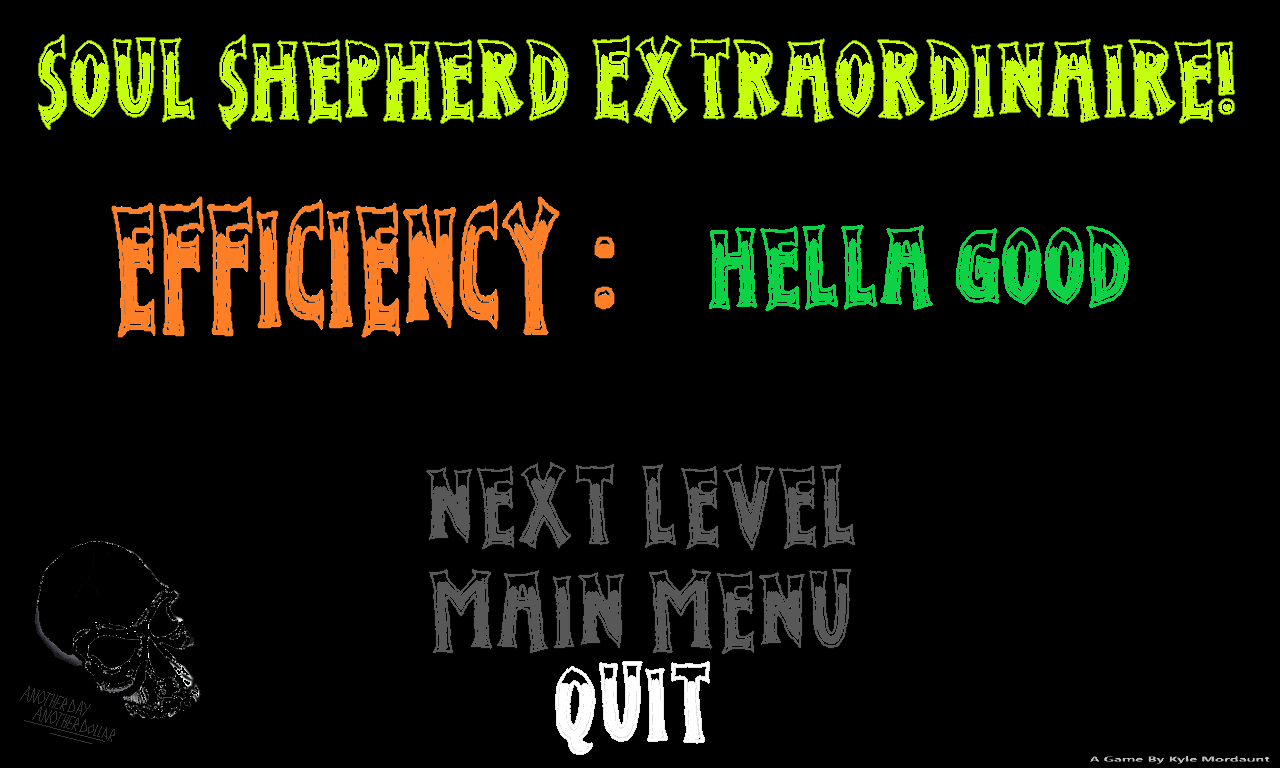 SOUL SHEPHERD EXTRAORDINAIRE!
EFFICIENCY : HELLA GOOD
NEXT LEVEL
MAIN MENU
QUIT
ANOTHER DAY
ANOTHER DOLLAR
A Game By Kyle Mordaunt